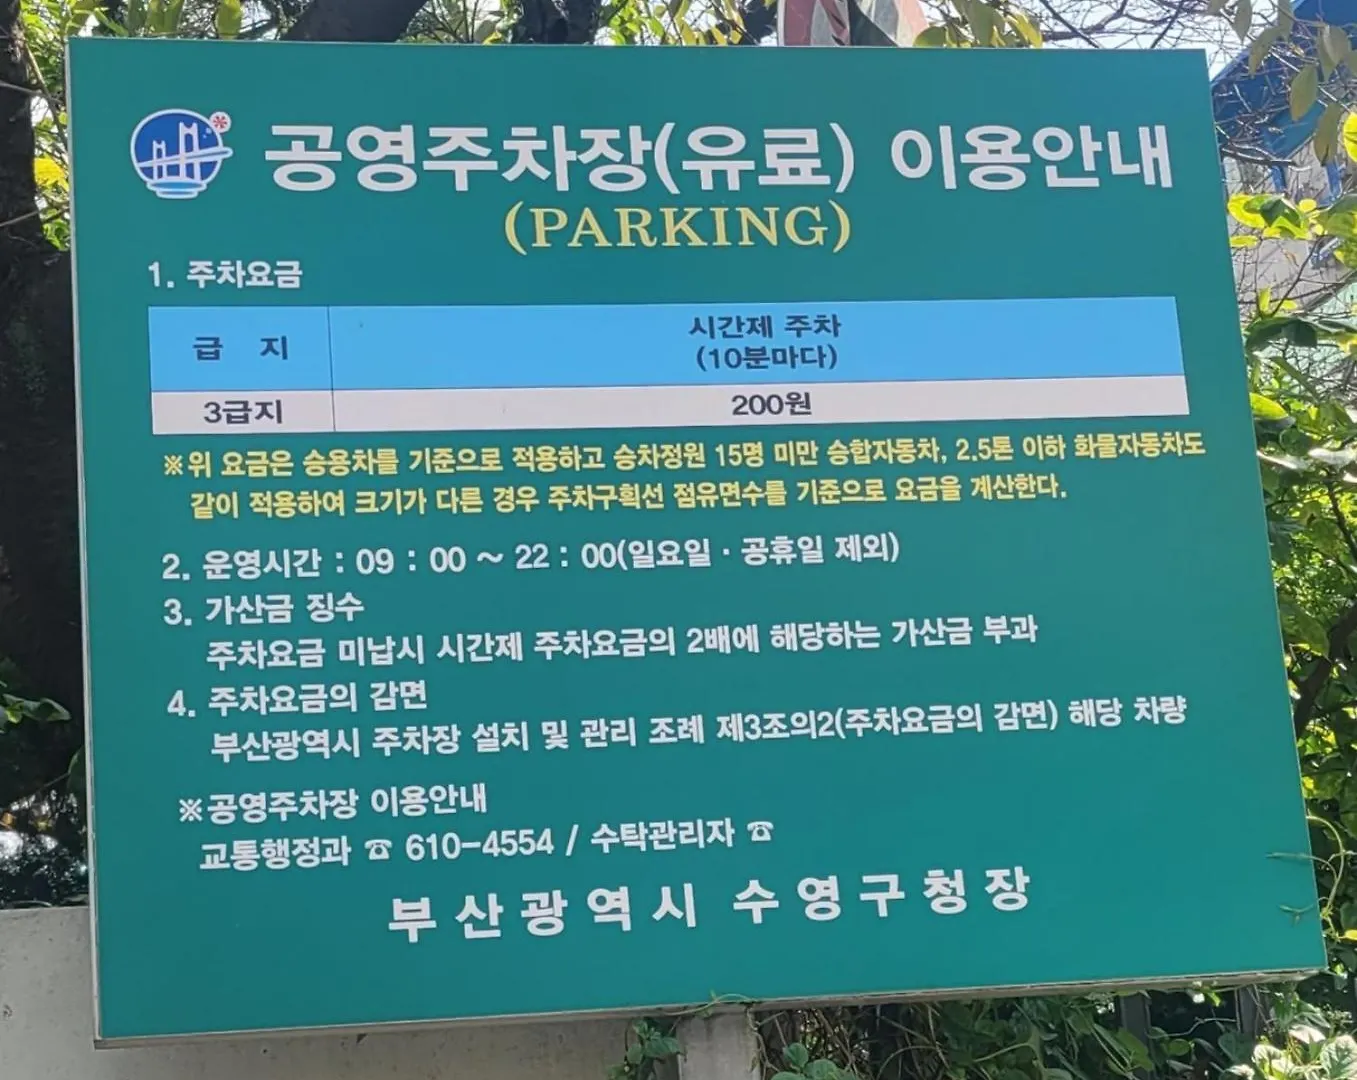 공영주차장(유료) 이용안내
(PARKING)
1. 주차요금
급 지
시간제 주차
(10분마다)
3급지
200원
※위 요금은 승용차를 기준으로 적용하고 승차정원 15명 미만 승합자동차, 2.5톤 이하 화물자동차도
같이 적용하여 크기가 다른 경우 주차구획선 점유면수를 기준으로 요금을 계산한다.
2. 운영시간 : 09 : 00 ~ 22 : 00(일요일 · 공휴일 제외)
3. 가산금 징수
주차요금 미납시 시간제 주차요금의 2배에 해당하는 가산금 부과
4. 주차요금의 감면
부산광역시 주차장 설치 및 관리 조례 제3조의2(주차요금의 감면) 해당 차량
※공영주차장 이용안내
교통행정과 ☎ 610-4554 / 수탁관리자 ☎
부산광역시 수영구청장